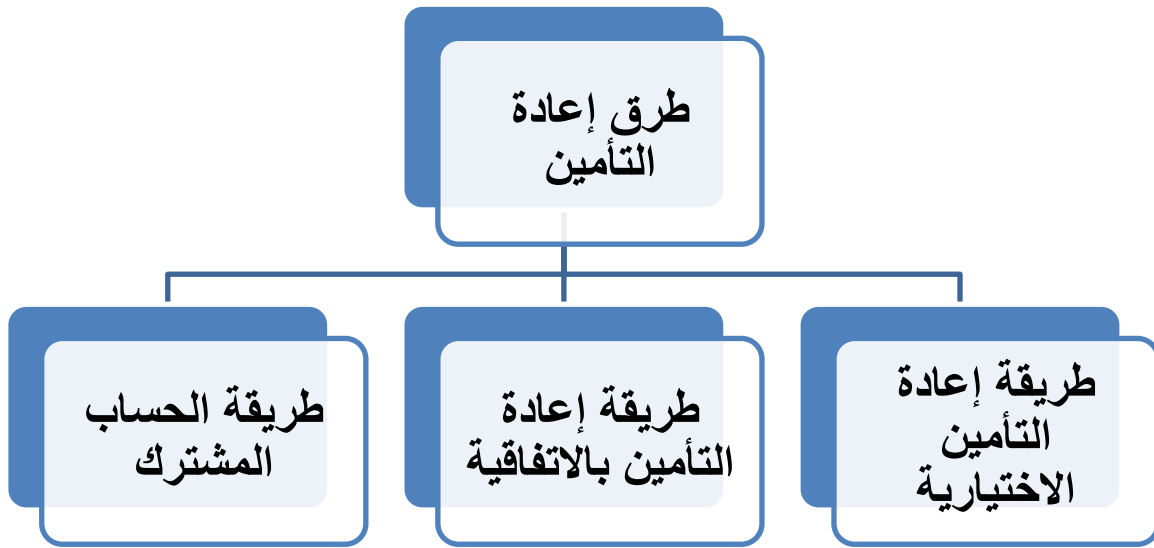 طرق إعادة
التأمين
طريقة إعادة
التأمين
الاختيارية
طريقة إعادة
التأمين بالاتفاقية
طريقة الحساب
المشترك